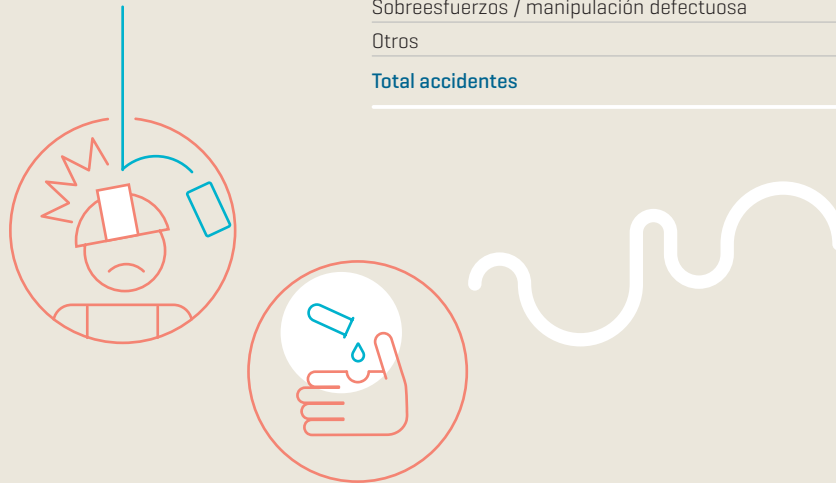 Sobreesfuerzos / manipulación defectuosa
Otros
Total accidentes